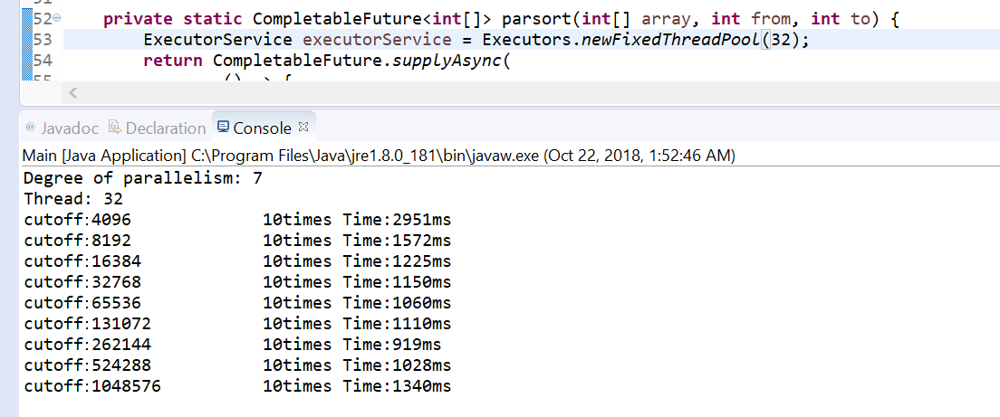 52 private static CompletableFuture<int[]> parsort(int[] array, int from, int to) {
53 ExecutorService executorService = Executors.newFixedThreadPool(32);
54 return CompletableFuture.supplyAsync(
@ Javadoc Declaration Console
Main [Java Application] C:\Program Files\Java\jre1.8.0_181\bin\javaw.exe (Oct 22, 2018, 1:52:46 AM)
Degree of parallelism: 7
Thread: 32
cutoff:4096 10times Time:2951ms
cutoff:8192 10times Time:1572ms
cutoff:16384 10times Time:1225ms
cutoff:32768 10times Time:1150ms
cutoff:65536 10times Time:1060ms
cutoff:131072 10times Time:1110ms
cutoff:262144 10times Time:919ms
cutoff:524288 10times Time:1028ms
cutoff:1048576 10times Time:1340ms